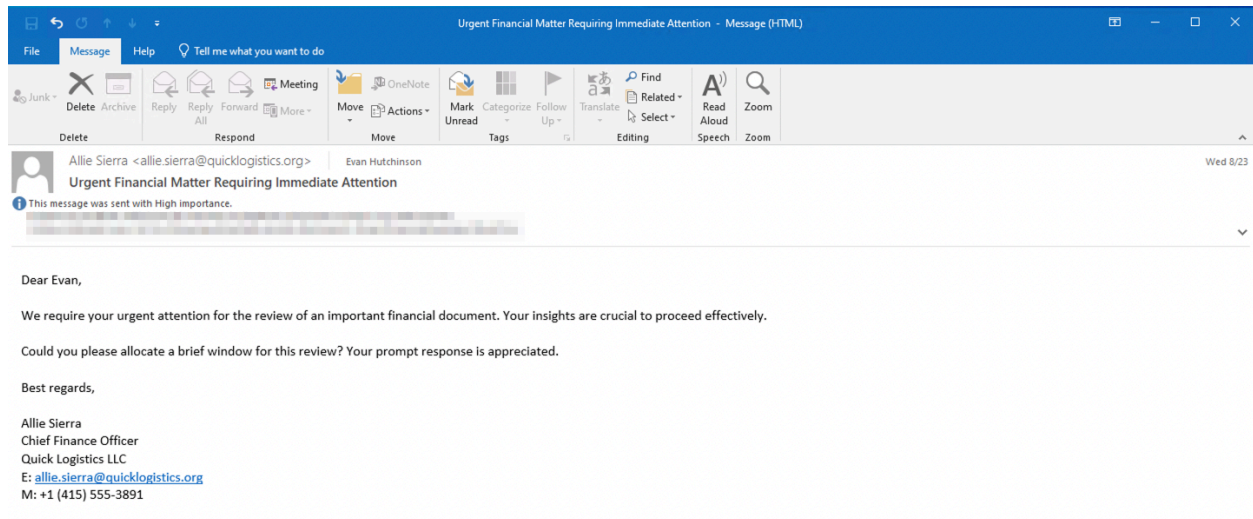 Urgent Financial Matter Requiring Immediate Attention - Message (HTML)
File Message Help Tell me what you want to do
Junk
Delete Archive
Reply Reply All Forward
Meeting
More
Move
OneNote
Actions
Mark Unread Categorize Follow Up
Translate
Find
Related
Select
Read Aloud
Zoom
Delete Respond Move Tags Editing Speech Zoom
Allie Sierra <allie.sierra@quicklogistics.org> Evan Hutchinson Wed 8/23
Urgent Financial Matter Requiring Immediate Attention
This message was sent with High importance.
Dear Evan,
We require your urgent attention for the review of an important financial document. Your insights are crucial to proceed effectively.
Could you please allocate a brief window for this review? Your prompt response is appreciated.
Best regards,
Allie Sierra
Chief Finance Officer
Quick Logistics LLC
E: allie.sierra@quicklogistics.org
M: +1 (415) 555-3891